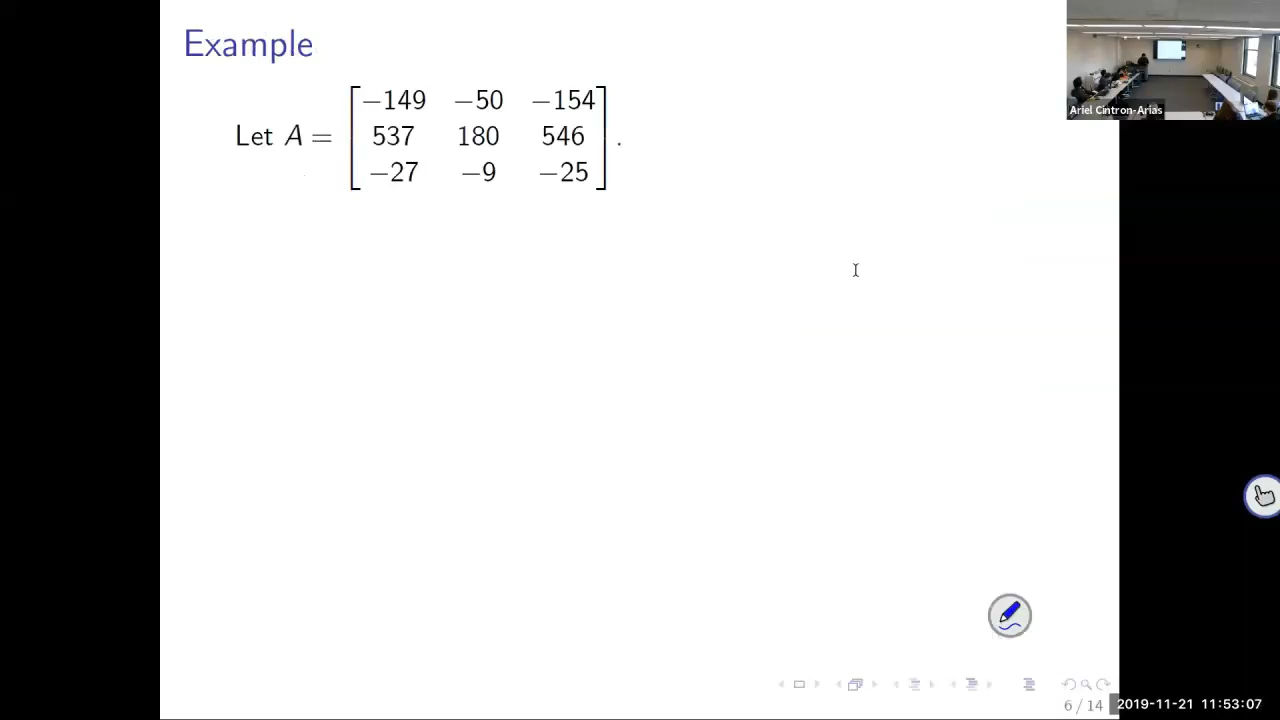 Example
Ariel Cintron-Arias
Let A = [ −149 −50 −154
537 180 546
−27 −9 −25 ] .
6 / 14
2019-11-21 11:53:07